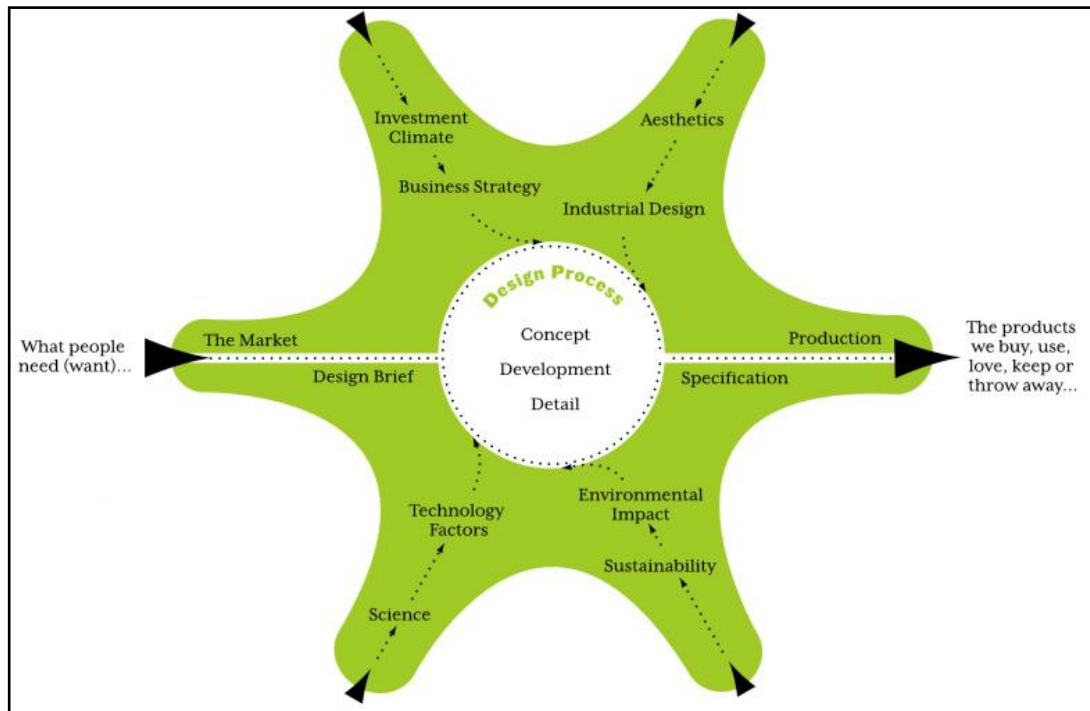 Investment
Climate
Aesthetics
Business Strategy
Industrial Design
Design Process
What people
need (want)...
The Market
Design Brief
Concept
Development
Detail
Production
Specification
The products
we buy, use,
love, keep or
throw away...
Technology
Factors
Environmental
Impact
Sustainability
Science